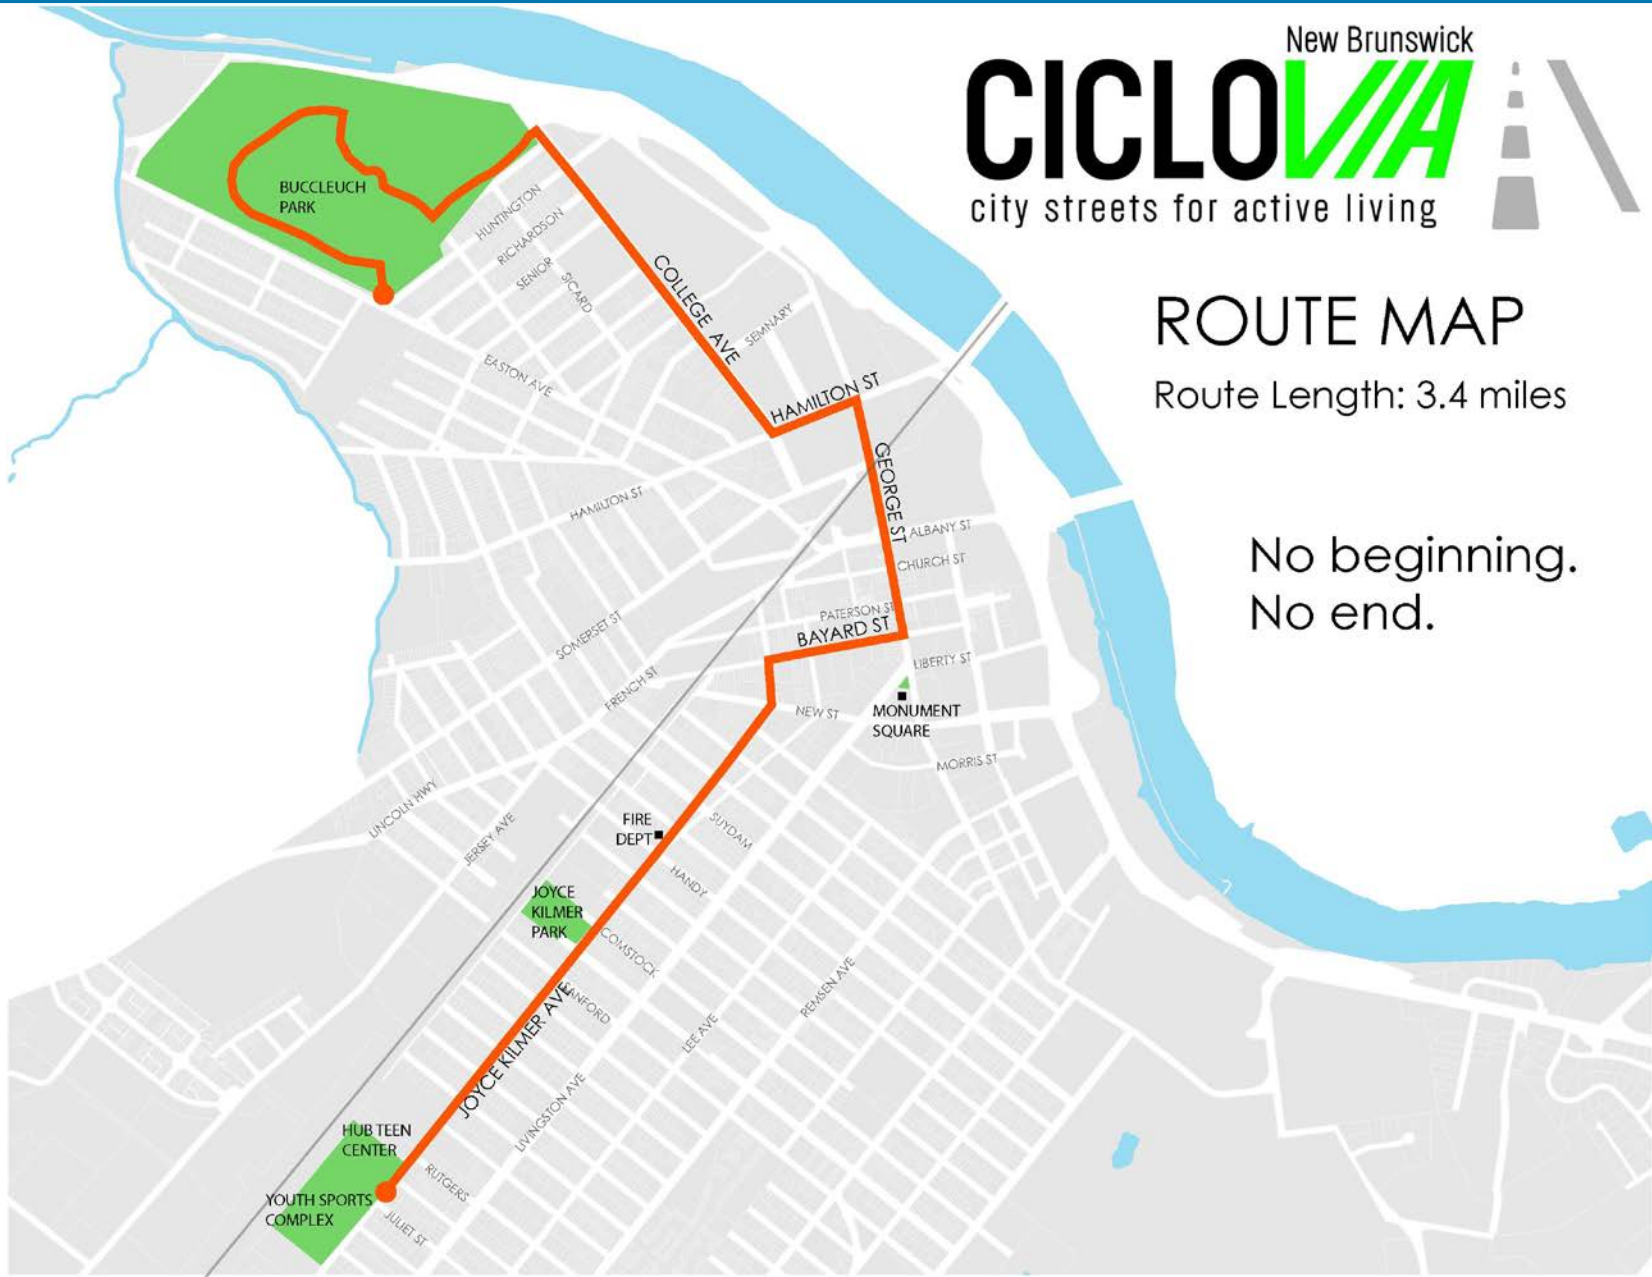 New Brunswick
CICLOVIA
city streets for active living
ROUTE MAP
Route Length: 3.4 miles
No beginning.
No end.
BUCCLEUCH
PARK
HUNTINGTON
RICHARDSON
SENIOR
SICARD
COLLEGE AVE
SEMNARY
EASTON AVE
HAMILTON ST
HAMILTON ST
GEORGE ST
ALBANY ST
CHURCH ST
PATERSON ST
BAYARD ST
SOMERSET ST
LIBERTY ST
FRENCH ST
NEW ST
MONUMENT
SQUARE
MORRIS ST
LINCOLN HWY
JERSEY AVE
FIRE
DEPT
SUYDAM
HANDY
JOYCE
KILMER
PARK
COMSTOCK
SANFORD
JOYCE KILMER AVE
REMSEN AVE
LEE AVE
LIVINGSTON AVE
HUB TEEN
CENTER
RUTGERS
YOUTH SPORTS
COMPLEX
JULIET ST